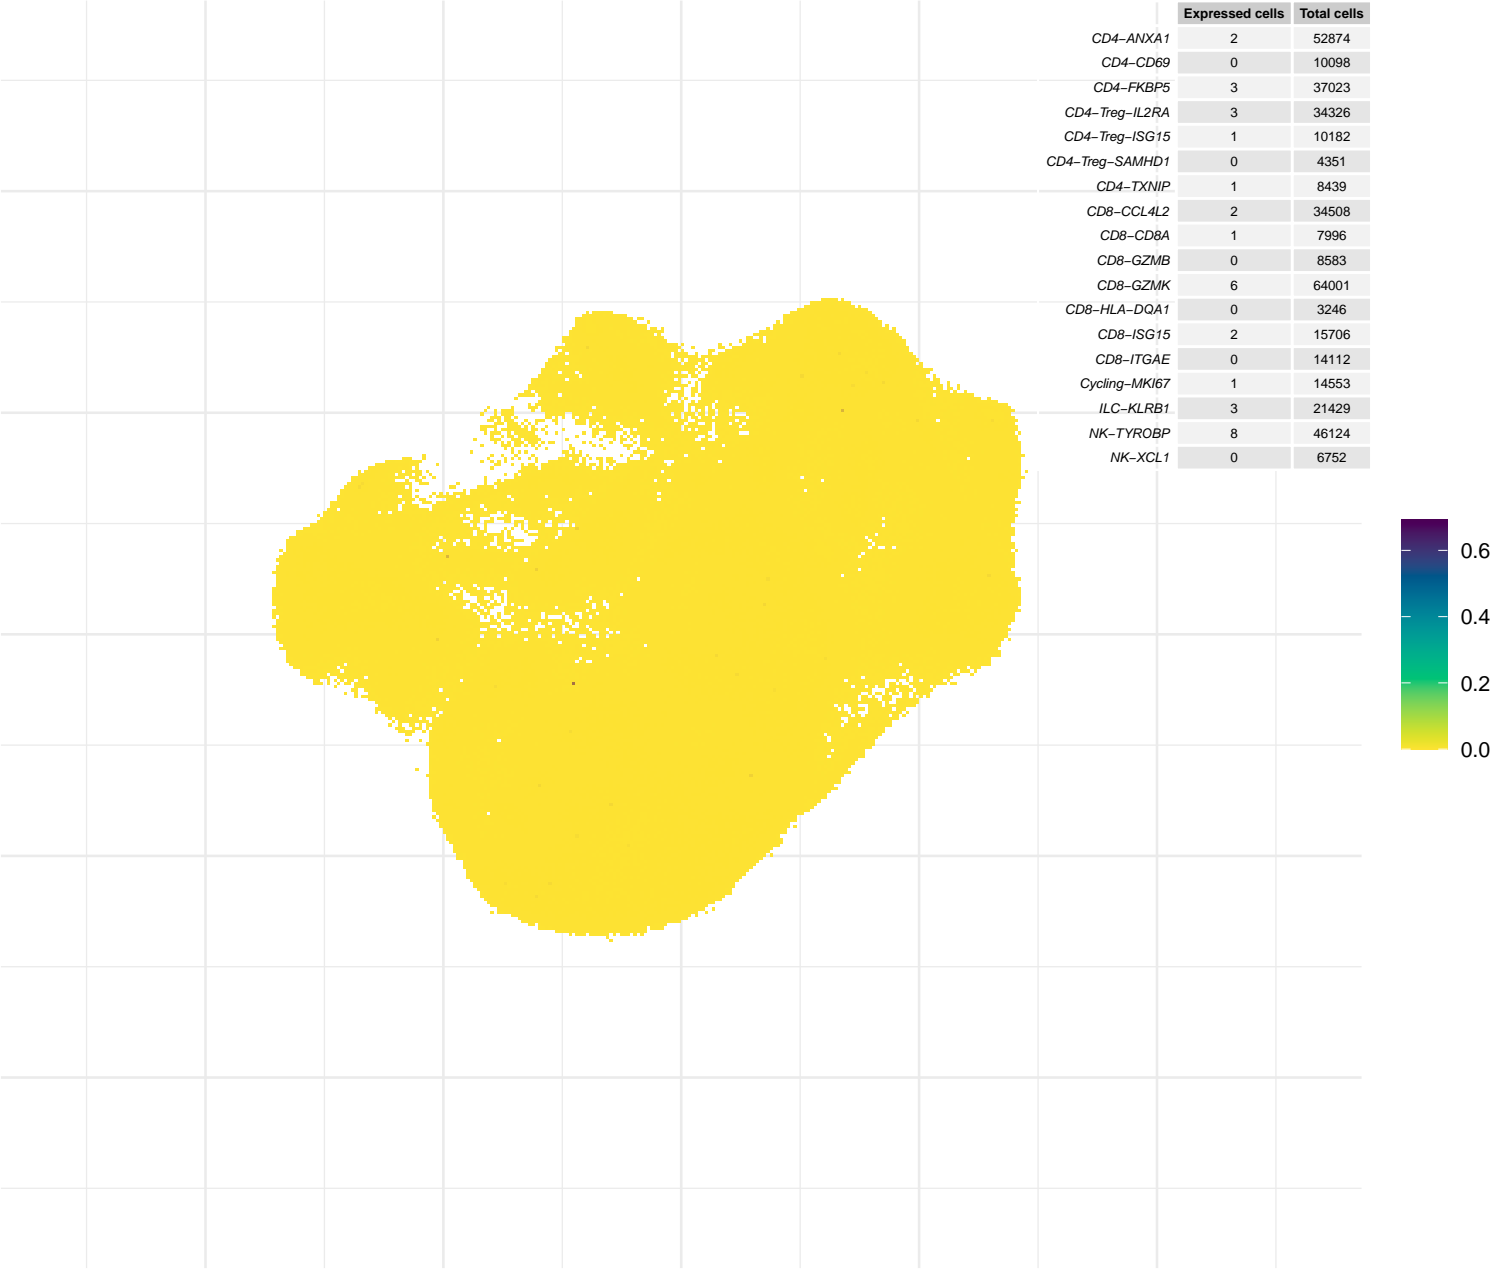 Expressed cells Total cells
CD4−ANXA1 2 52874
CD4−CD69 0 10098
CD4−FKBP5 3 37023
CD4−Treg−IL2RA 3 34326
CD4−Treg−ISG15 1 10182
CD4−Treg−SAMHD1 0 4351
CD4−TXNIP 1 8439
CD8−CCL4L2 2 34508
CD8−CD8A 1 7996
CD8−GZMB 0 8583
CD8−GZMK 6 64001
CD8−HLA−DQA1 0 3246
CD8−ISG15 2 15706
CD8−ITGAE 0 14112
Cycling−MKI67 1 14553
ILC−KLRB1 3 21429
NK−TYROBP 8 46124
NK−XCL1 0 6752
0.6
0.4
0.2
0.0